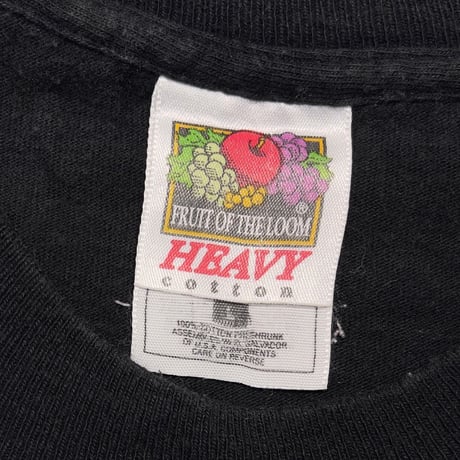 FRUIT OF THE LOOM
®
HEAVY
cotton
L
100% COTTON PRESHRUNK
ASSEMBLED IN EL SALVADOR
OF U.S.A. COMPONENTS
CARE ON REVERSE